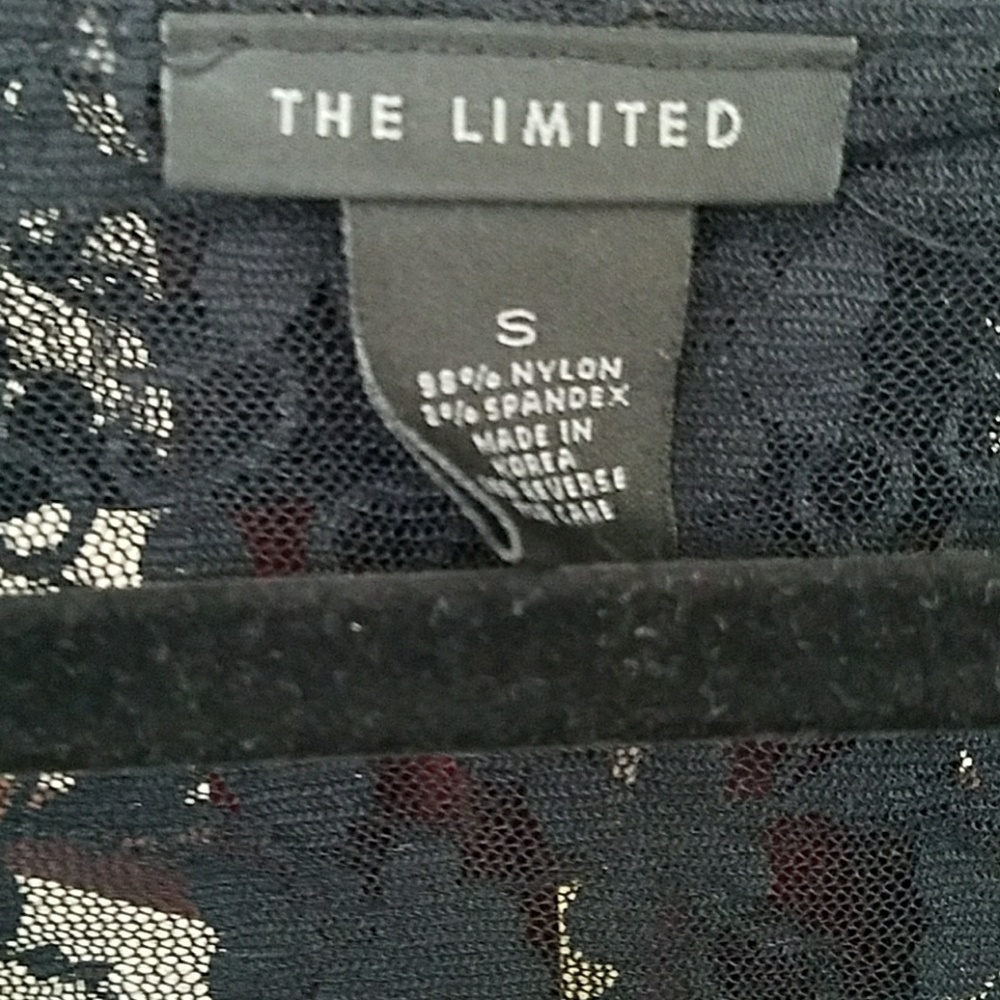 THE LIMITED
S
98% NYLON
2% SPANDEX
MADE IN
KOREA
REVERSE
CARE